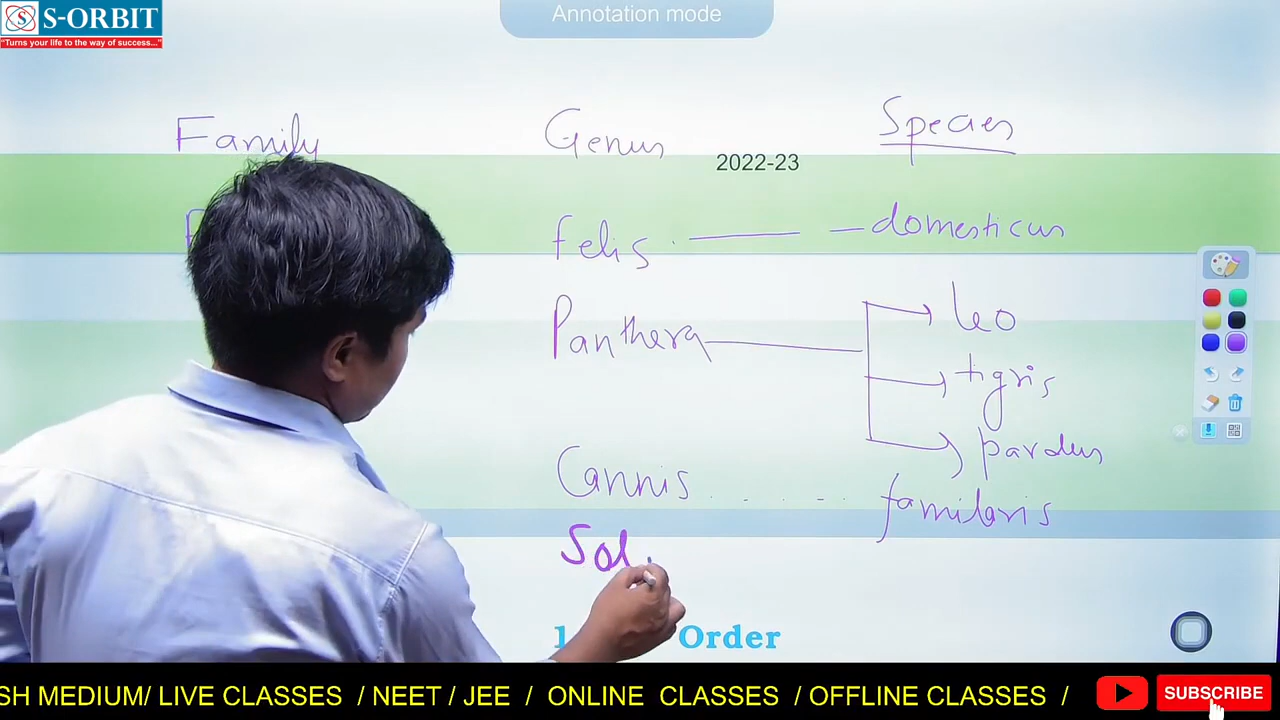 S-ORBIT
"Turns your life to the way of success..."
Annotation mode
Family Genus Species
2022-23
Felis. — domesticus
Panthera leo
tigris
pardus
Cannis . . . . . familaris
Sol
1 Order
SH MEDIUM/ LIVE CLASSES / NEET / JEE / ONLINE CLASSES / OFFLINE CLASSES /
SUBSCRIBE